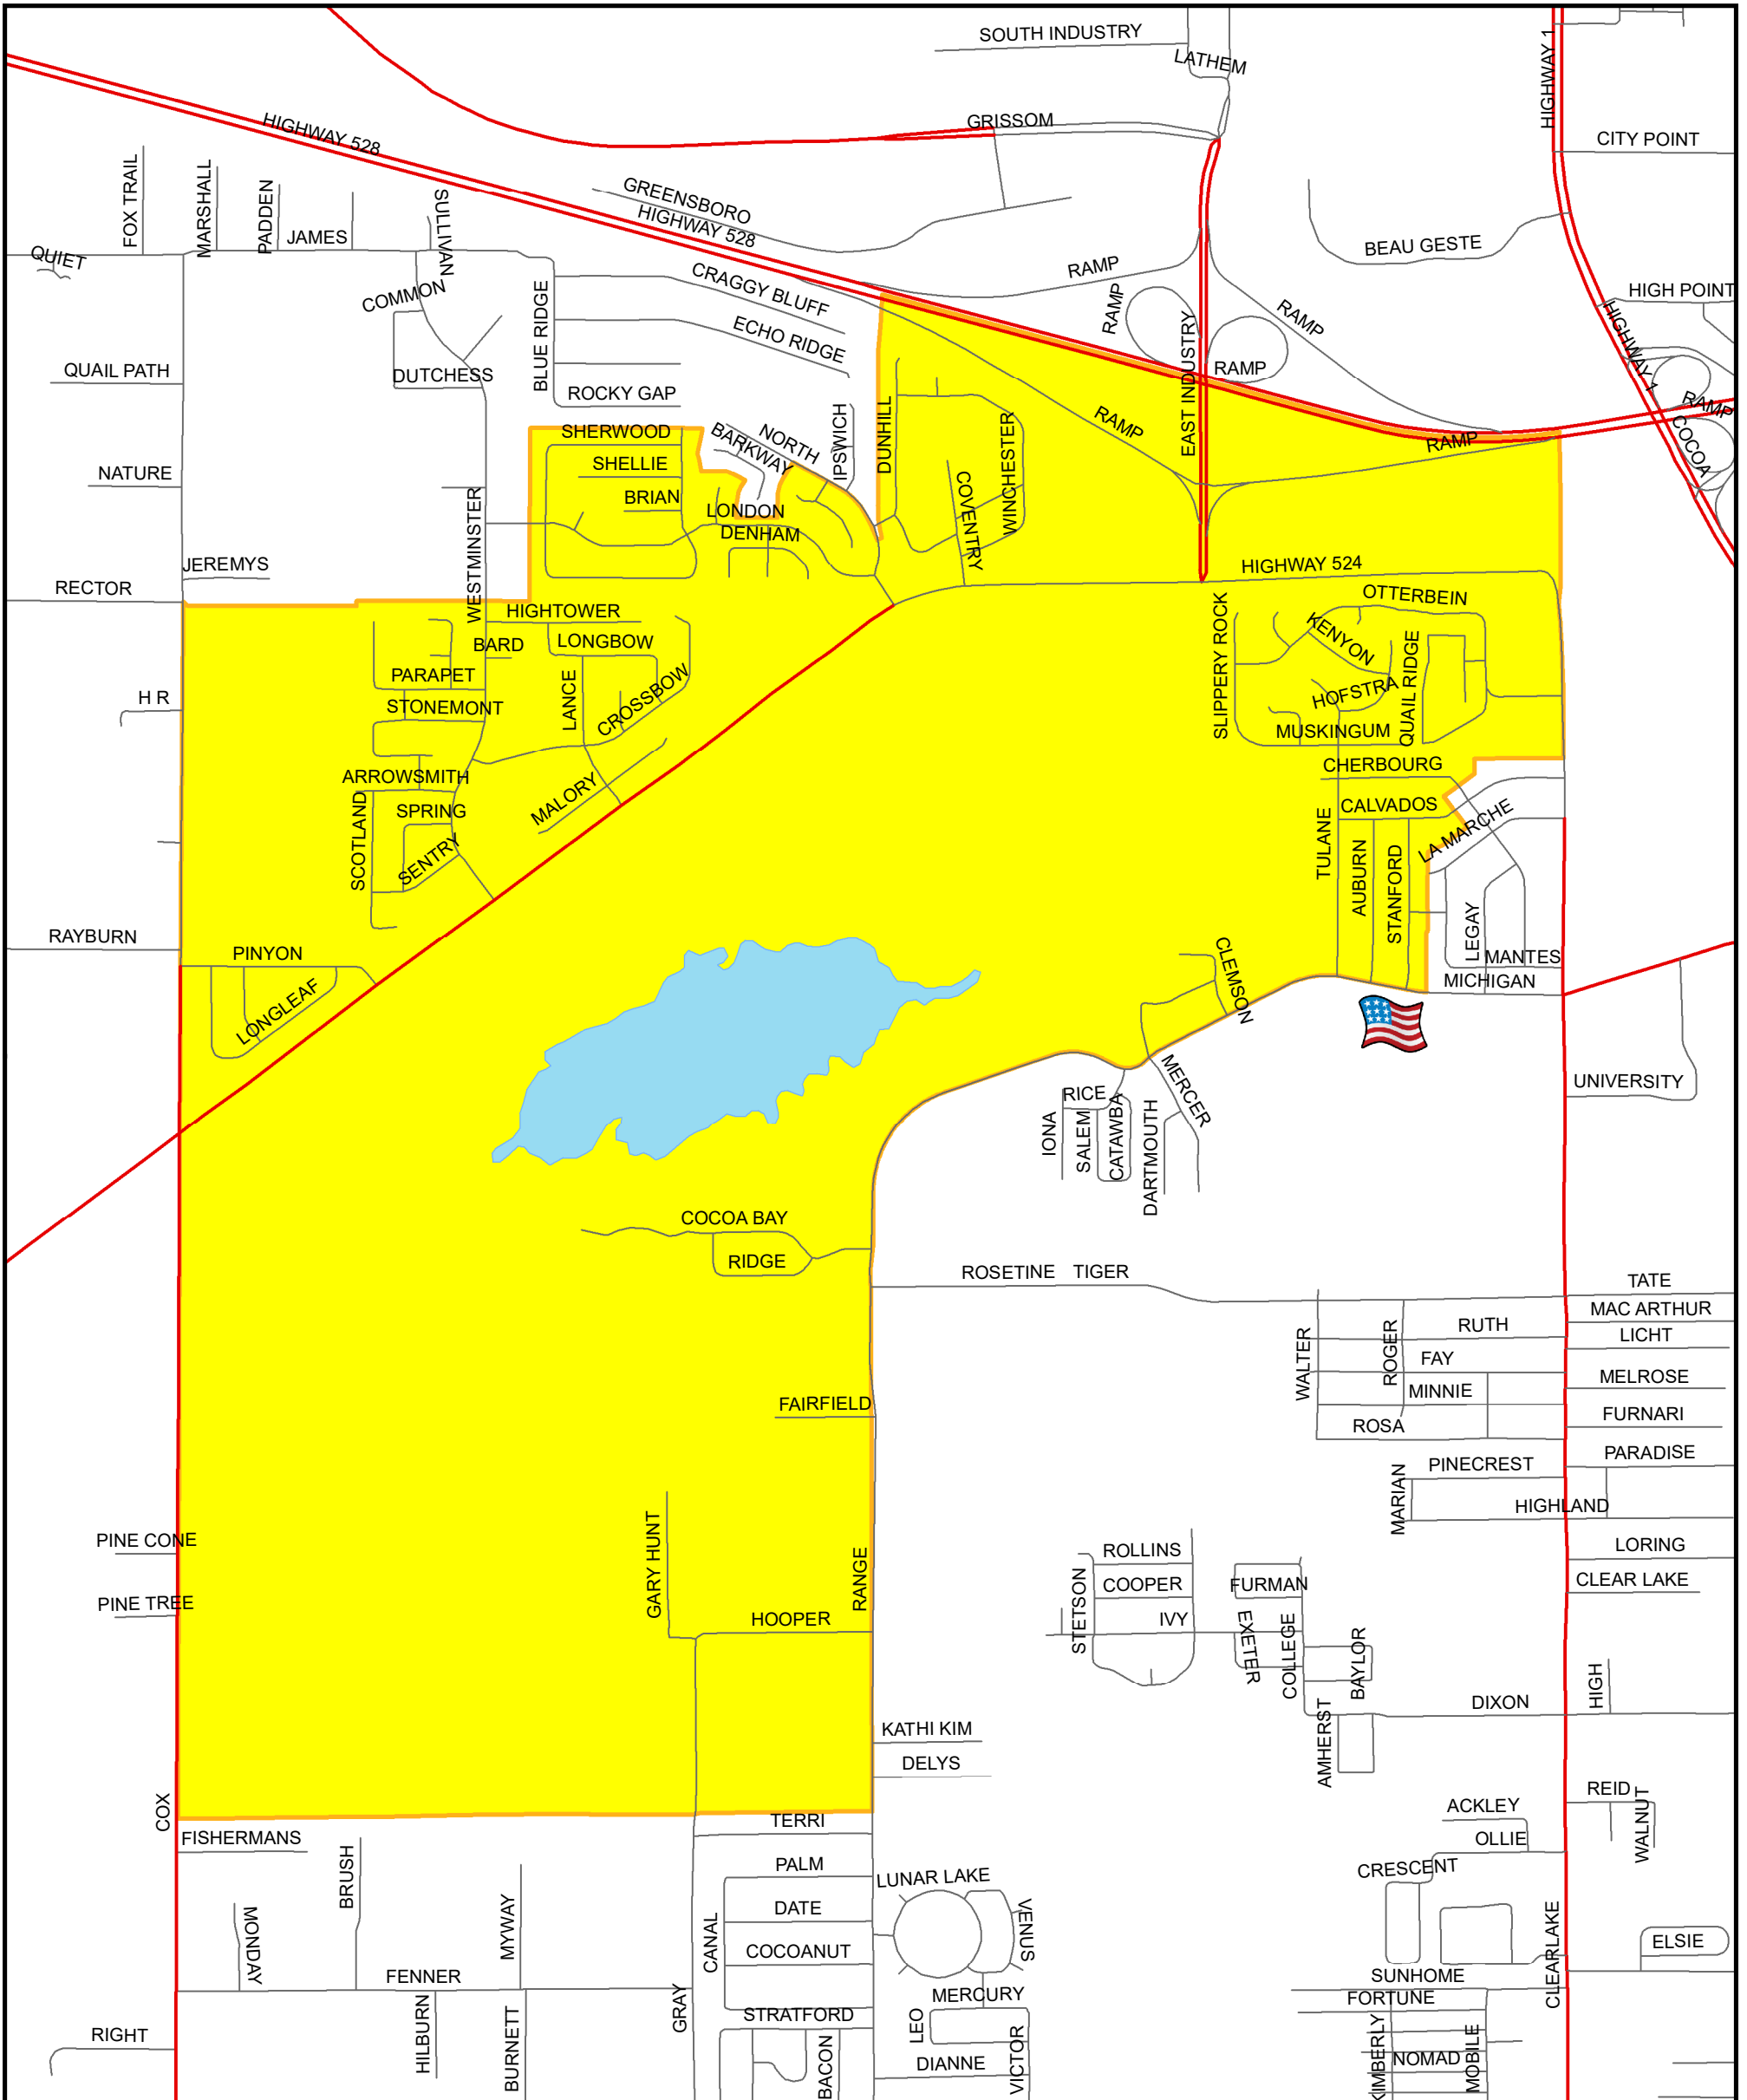 SOUTH INDUSTRY
LATHEM
HIGHWAY 1
GRISSOM
CITY POINT
HIGHWAY 528
FOX TRAIL
MARSHALL
PADDEN
JAMES
SULLIVAN
GREENSBORO
HIGHWAY 528
QUIET
BEAU GESTE
RAMP
RAMP
RAMP
COMMON
CRAGGY BLUFF
HIGH POINT
HIGHWAY 1
BLUE RIDGE
ECHO RIDGE
EAST INDUSTRY
RAMP
QUAIL PATH
DUTCHESS
ROCKY GAP
RAMP
RAMP
RAMP
COCOA
SHERWOOD
BARKWAY
NORTH
IPSWICH
DUNHILL
WINCHESTER
SHELLIE
NATURE
BRIAN
LONDON
COVENTRY
DENHAM
WESTMINSTER
JEREMYS
HIGHWAY 524
RECTOR
HIGHTOWER
OTTERBEIN
SLIPPERY ROCK
KENYON
BARD
LONGBOW
PARAPET
QUAIL RIDGE
H R
LANCE
CROSSBOW
HOFSTRA
STONEMONT
MUSKINGUM
CHERBOURG
ARROWSMITH
MALORY
SPRING
CALVADOS
LA MARCHE
SCOTLAND
SENTRY
TULANE
AUBURN
STANFORD
LEGAY
RAYBURN
PINYON
CLEMSON
MANTES
MICHIGAN
LONGLEAF
MERCER
UNIVERSITY
RICE
IONA
SALEM
CATAWBA
DARTMOUTH
COCOA BAY
RIDGE
ROSETINE TIGER
TATE
MAC ARTHUR
WALTER
ROGER
RUTH
LICHT
FAY
MELROSE
MINNIE
FAIRFIELD
FURNARI
ROSA
PARADISE
MARIAN
PINECREST
HIGHLAND
PINE CONE
GARY HUNT
RANGE
ROLLINS
LORING
STETSON
COOPER
FURMAN
CLEAR LAKE
PINE TREE
HOOPER
IVY
EXETER
COLLEGE
BAYLOR
HIGH
DIXON
KATHI KIM
AMHERST
DELYS
COX
REID
WALNUT
ACKLEY
TERRI
FISHERMANS
OLLIE
BRUSH
PALM
LUNAR LAKE
CRESCENT
DATE
VENUS
MONDAY
MYWAY
CANAL
CLEARLAKE
ELSIE
COCOANUT
FENNER
SUNHOME
GRAY
MERCURY
FORTUNE
HILBURN
BURNETT
STRATFORD
LEO
RIGHT
BACON
DIANNE
VICTOR
KIMBERLY
NOMAD
MOBILE